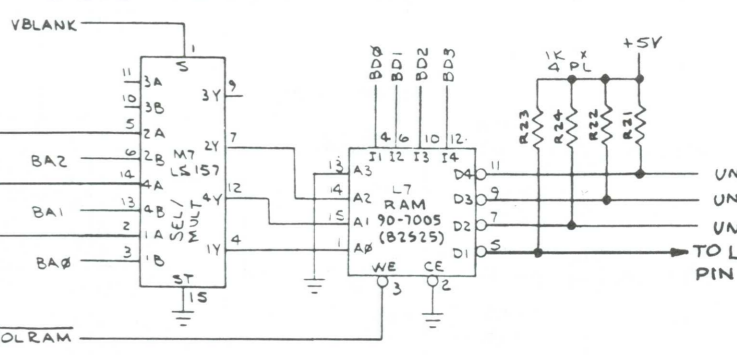 VBLANK
1
S
11 3A
10 3B
5 2A
BA2 6 2B
14 4A
BA1 13 4B
2 1A
BAØ 3 1B
3Y 9
2Y 7
4Y 12
1Y 4
M7
LS157
SEL/
MULT
ST
15
BDØ
BD1
BD2
BD3
4 6 10 12
I1 I2 I3 I4
13 A3
14 A2
15 A1
1 AØ
L7
RAM
90-7005
(82S25)
D4 11
D3 9
D2 7
D1 5
WE CE
3 2
OLRAM
1K
4 PLX
+5V
R23
R24
R22
R21
UN
UN
UN
TO L
PIN